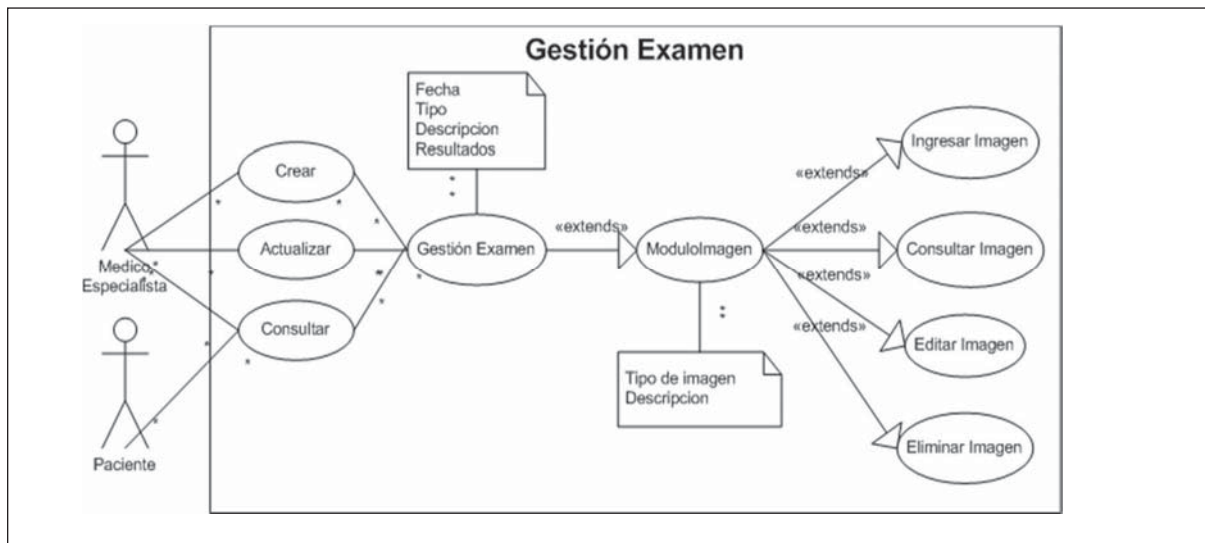 Gestión Examen
Fecha
Tipo
Descripcion
Resultados
Crear
Actualizar
Consultar
Medico
Especialista
Paciente
Gestión Examen
«extends»
ModuloImagen
Tipo de imagen
Descripcion
«extends»
Ingresar Imagen
«extends»
Consultar Imagen
«extends»
Editar Imagen
«extends»
Eliminar Imagen